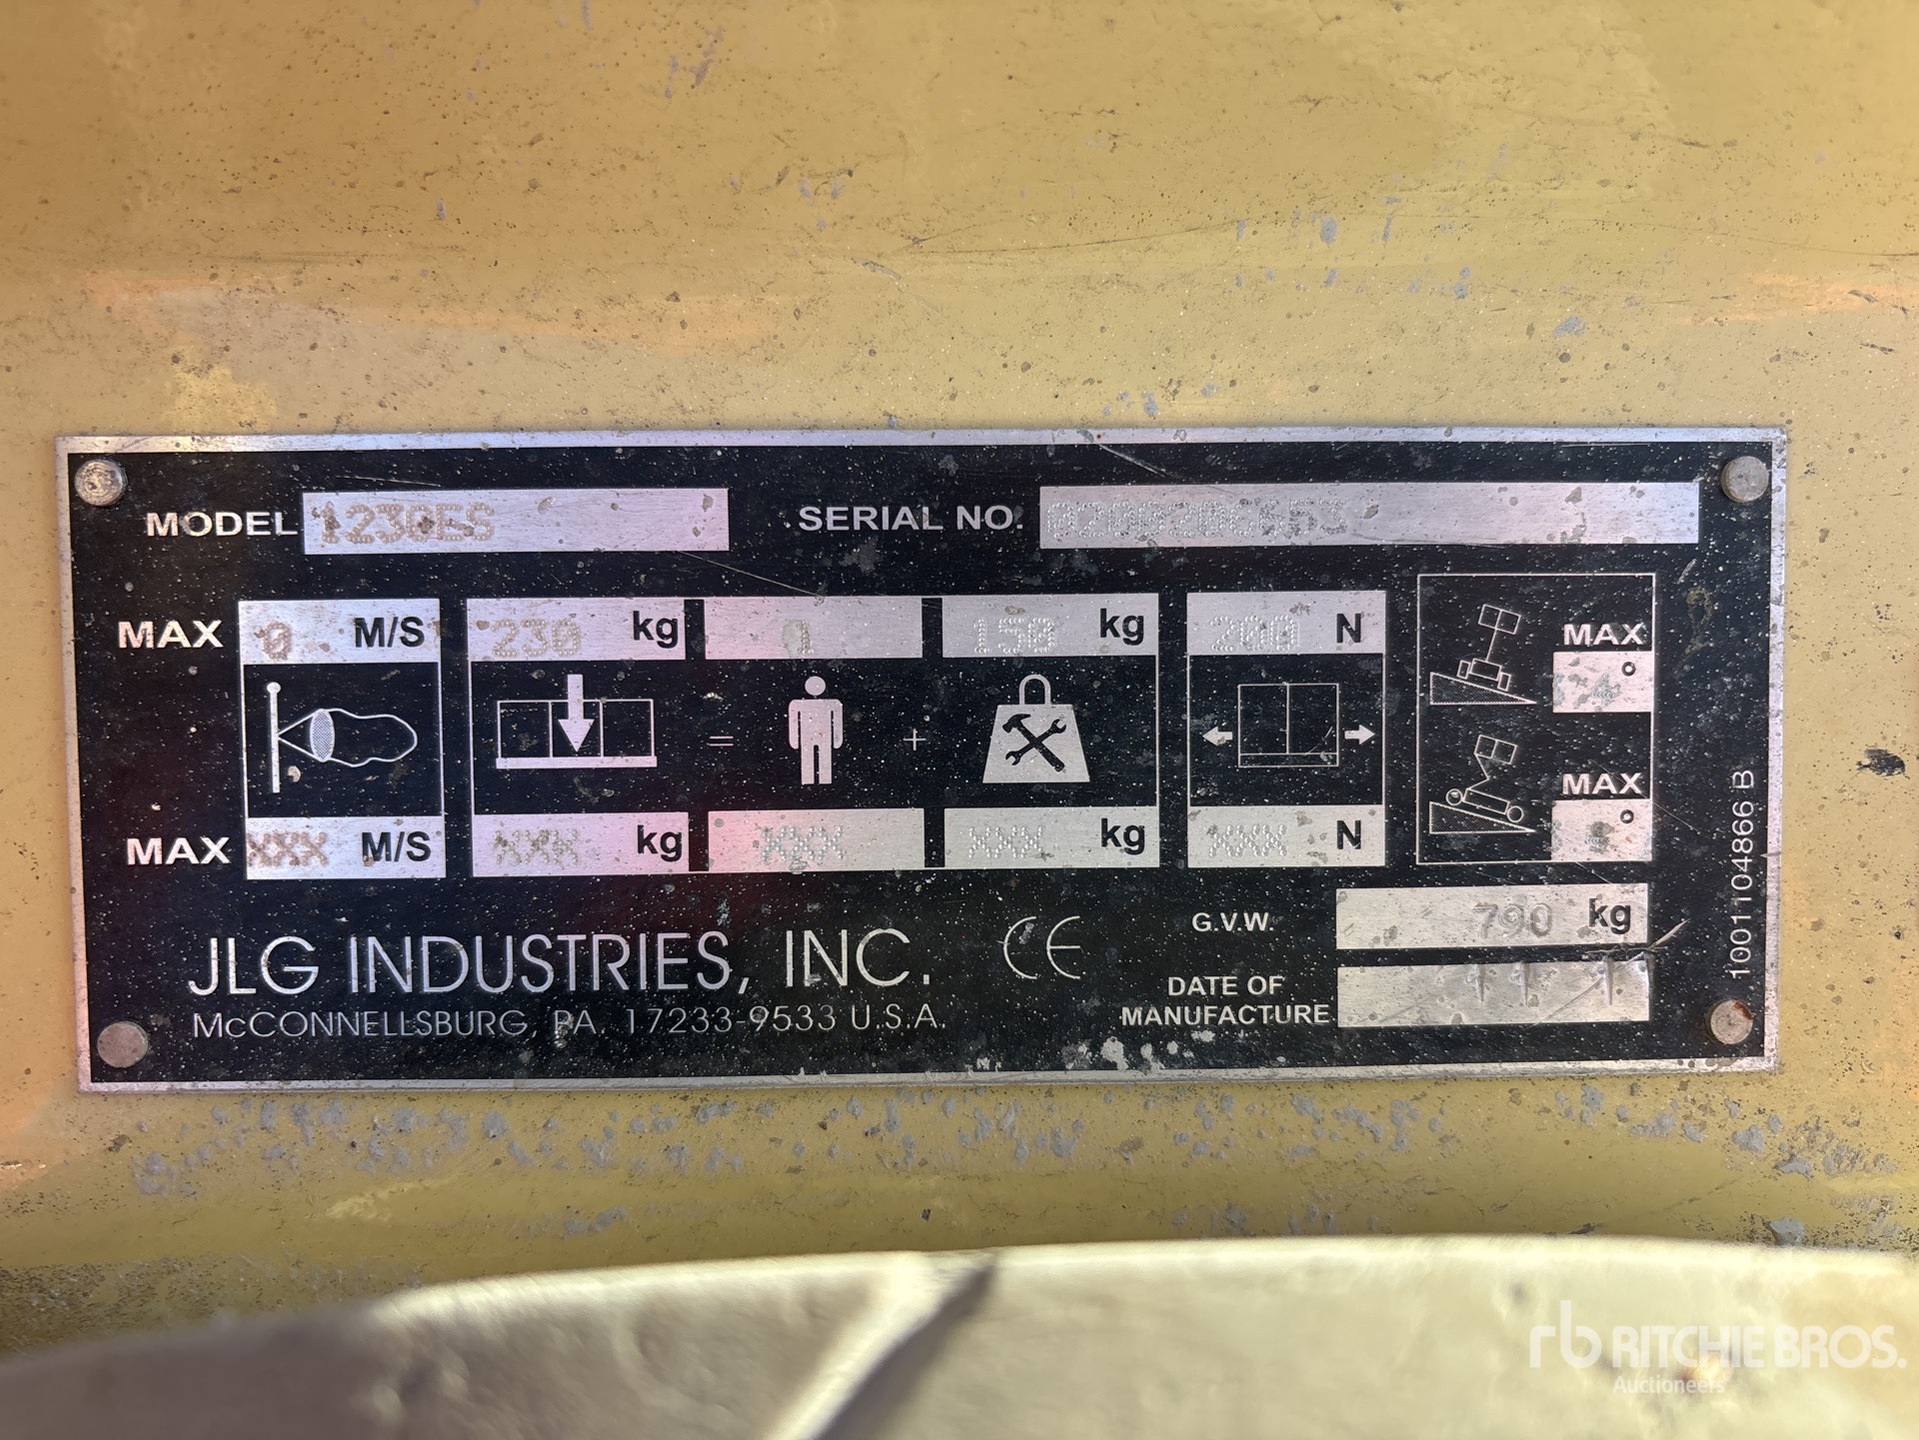 MODEL 1230ES
SERIAL NO.
MAX 0 M/S 230 kg 1 150 kg 200 N
MAX °
= +
MAX °
MAX XXX M/S XXX kg XXX XXX kg XXX N
G.V.W. 790 kg
JLG INDUSTRIES, INC. CE
McCONNELLSBURG, PA. 17233-9533 U.S.A.
DATE OF
MANUFACTURE
1001104866 B
rb RITCHIE BROS.
Auctioneers